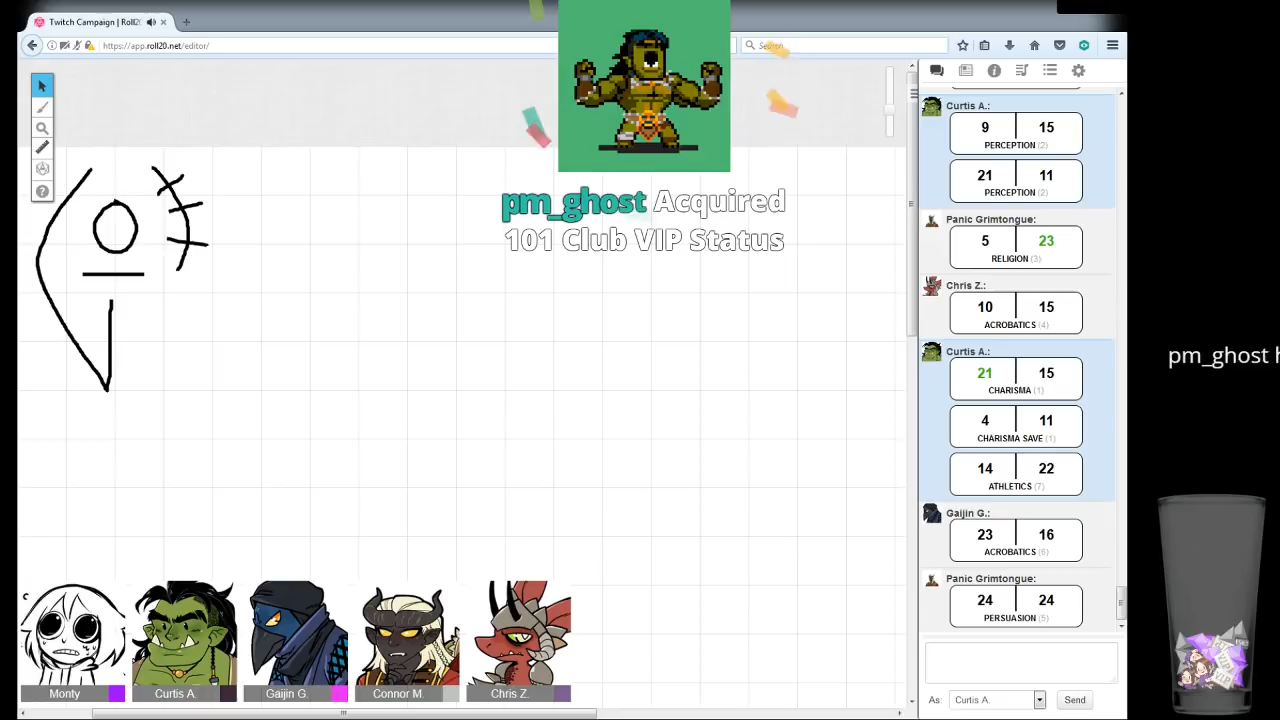 Twitch Campaign | Roll20
https://app.roll20.net/editor/
Search
pm_ghost Acquired
101 Club VIP Status
Curtis A.:
9 15
PERCEPTION (2)
21 11
PERCEPTION (2)
Panic Grimtongue:
5 23
RELIGION (3)
Chris Z.:
10 15
ACROBATICS (4)
Curtis A.:
21 15
CHARISMA (1)
4 11
CHARISMA SAVE (1)
14 22
ATHLETICS (7)
Gaijin G.:
23 16
ACROBATICS (6)
Panic Grimtongue:
24 24
PERSUASION (5)
As: Curtis A. Send
pm_ghost h
Monty
Curtis A.
Gaijin G.
Connor M.
Chris Z.